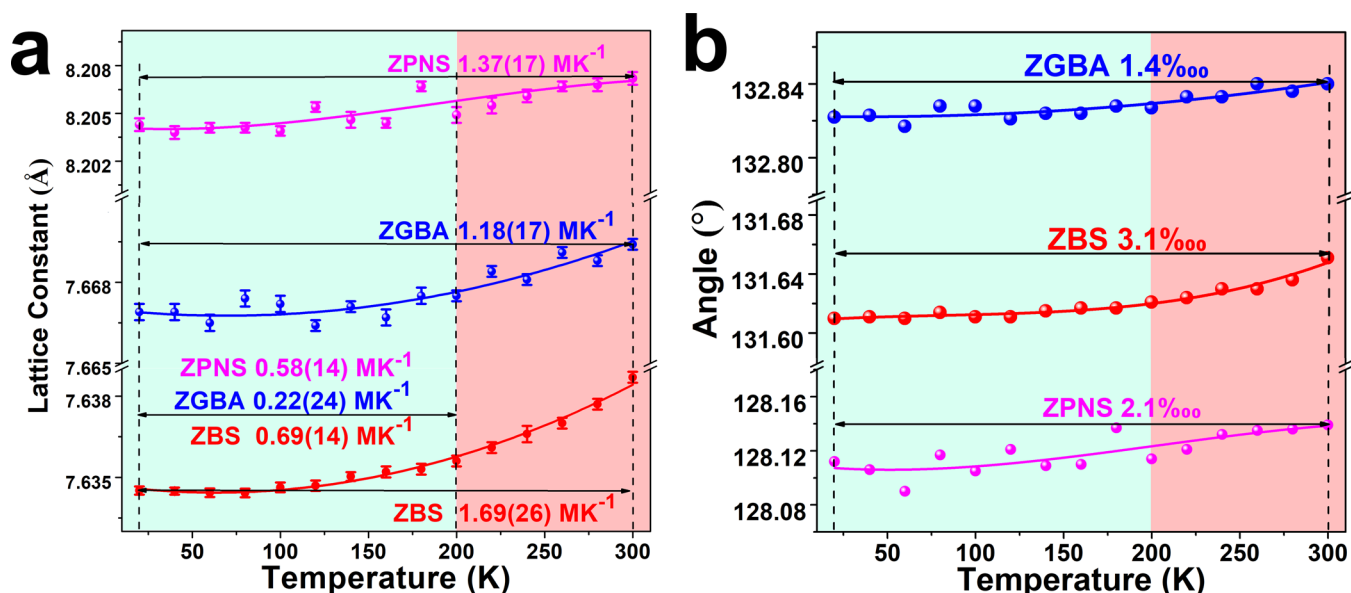 a
Lattice Constant (Å)
8.208
8.205
8.202
7.668
7.665
7.638
7.635
ZPNS 1.37(17) MK⁻¹
ZGBA 1.18(17) MK⁻¹
ZPNS 0.58(14) MK⁻¹
ZGBA 0.22(24) MK⁻¹
ZBS 0.69(14) MK⁻¹
ZBS 1.69(26) MK⁻¹
50 100 150 200 250 300
Temperature (K)
b
Angle (°)
132.84
132.80
131.68
131.64
131.60
128.16
128.12
128.08
ZGBA 1.4‱
ZBS 3.1‱
ZPNS 2.1‱
50 100 150 200 250 300
Temperature (K)